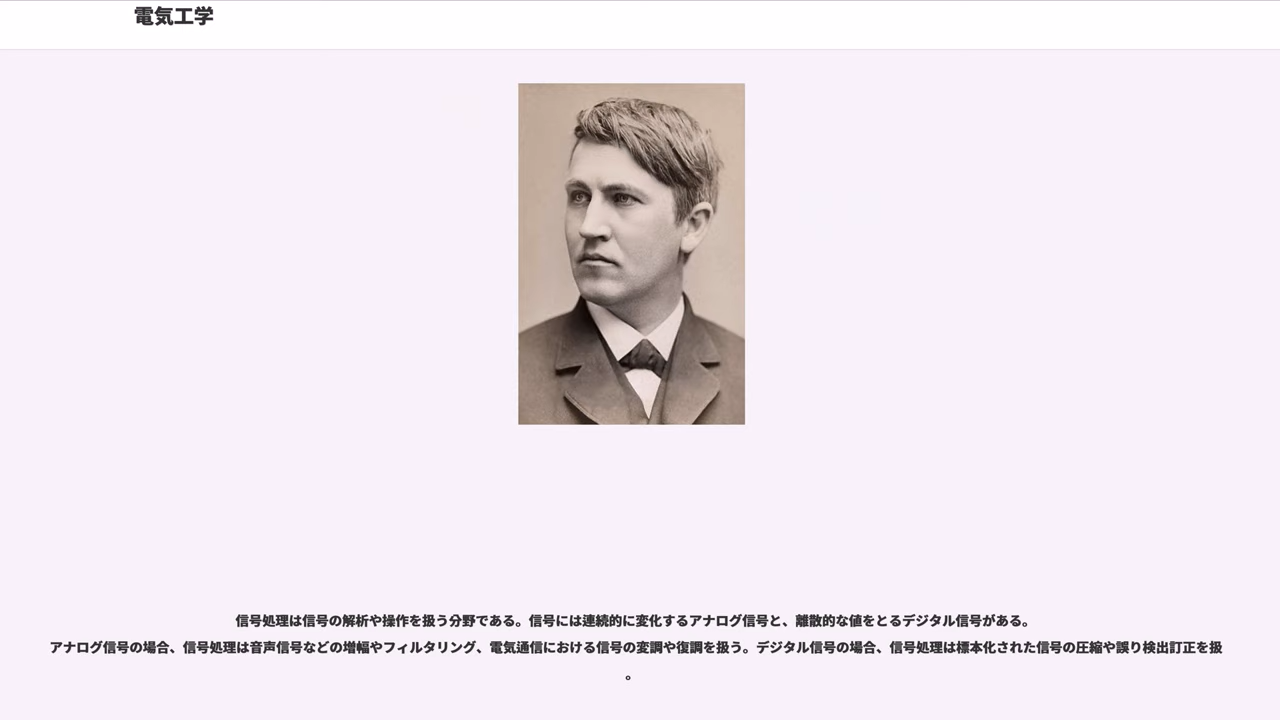 電気工学
信号処理は信号の解析や操作を扱う分野である。信号には連続的に変化するアナログ信号と、離散的な値をとるデジタル信号がある。
アナログ信号の場合、信号処理は音声信号などの増幅やフィルタリング、電気通信における信号の変調や復調を扱う。デジタル信号の場合、信号処理は標本化された信号の圧縮や誤り検出訂正を扱
。